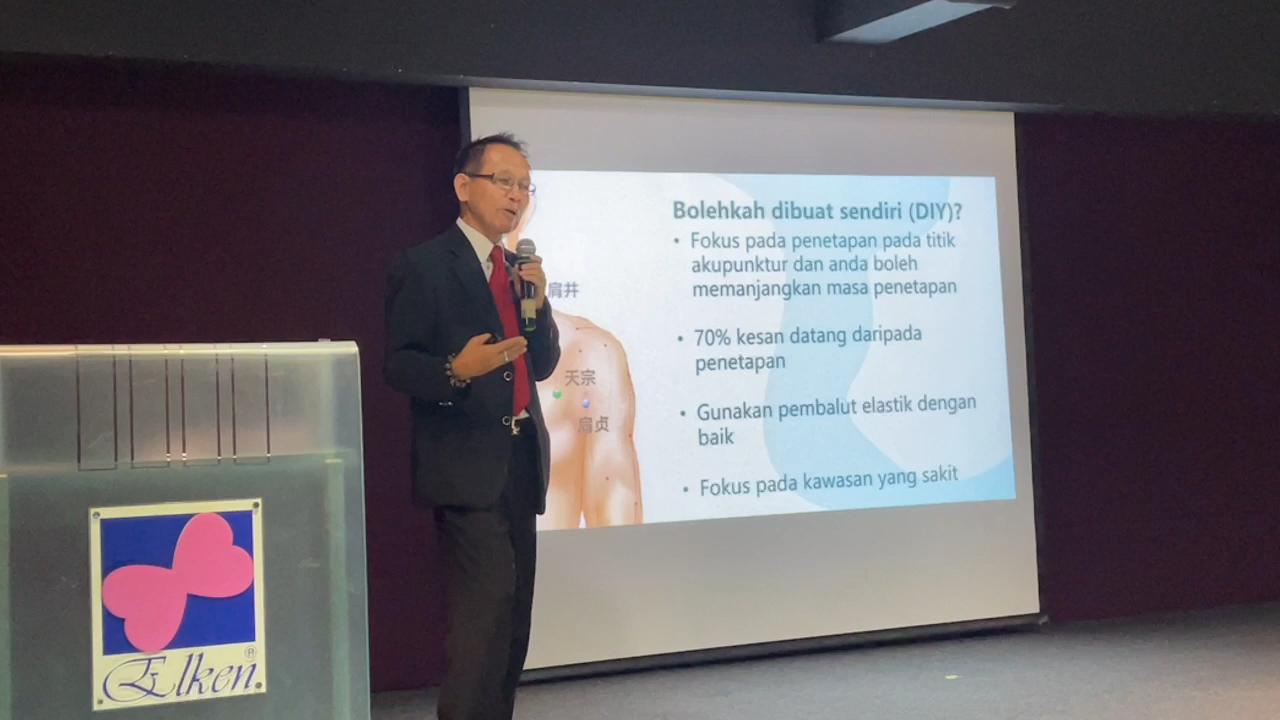 Bolehkah dibuat sendiri (DIY)?
• Fokus pada penetapan pada titik
akupunktur dan anda boleh
memanjangkan masa penetapan
• 70% kesan datang daripada
penetapan
• Gunakan pembalut elastik dengan
baik
• Fokus pada kawasan yang sakit
肩井
天宗
肩贞
Elken®